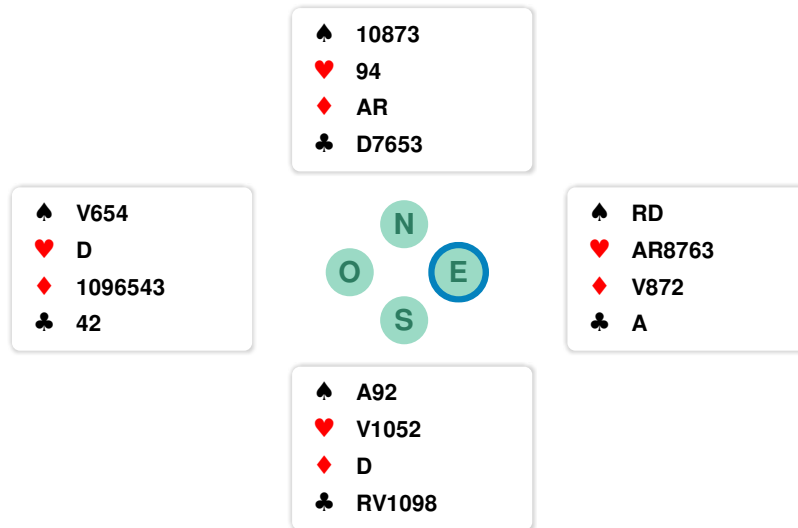 ♠ 10873
♥ 94
♦ AR
♣ D7653
♠ V654
♥ D
♦ 1096543
♣ 42
N
O
E
S
♠ RD
♥ AR8763
♦ V872
♣ A
♠ A92
♥ V1052
♦ D
♣ RV1098